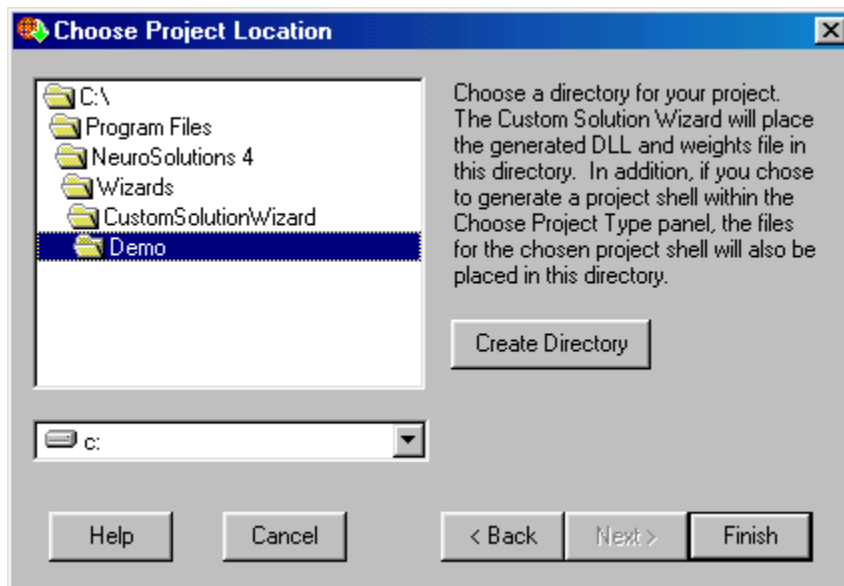 Choose Project Location
C:\
Program Files
NeuroSolutions 4
Wizards
CustomSolutionWizard
Demo
Choose a directory for your project.
The Custom Solution Wizard will place
the generated DLL and weights file in
this directory.  In addition, if you chose
to generate a project shell within the
Choose Project Type panel, the files
for the chosen project shell will also be
placed in this directory.
Create Directory
c:
Help
Cancel
< Back
Next >
Finish